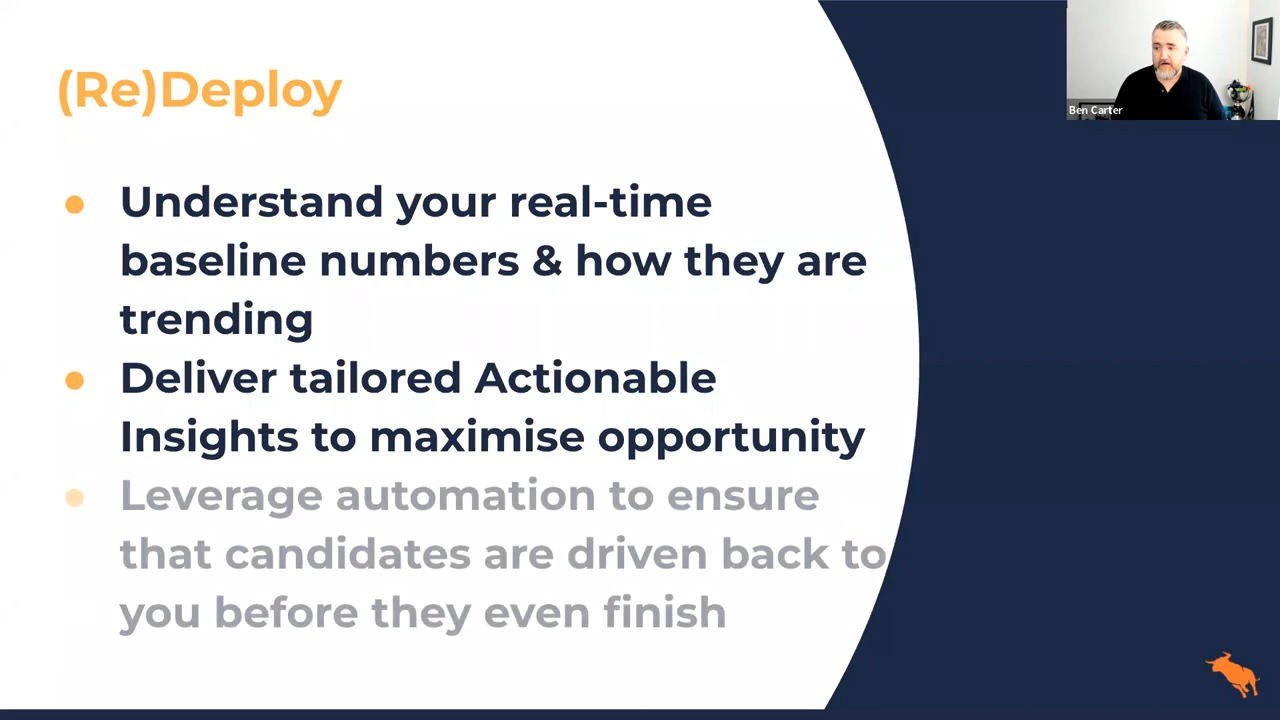 (Re)Deploy
Ben Carter
● Understand your real-time
baseline numbers & how they are
trending
● Deliver tailored Actionable
Insights to maximise opportunity
● Leverage automation to ensure
that candidates are driven back to
you before they even finish